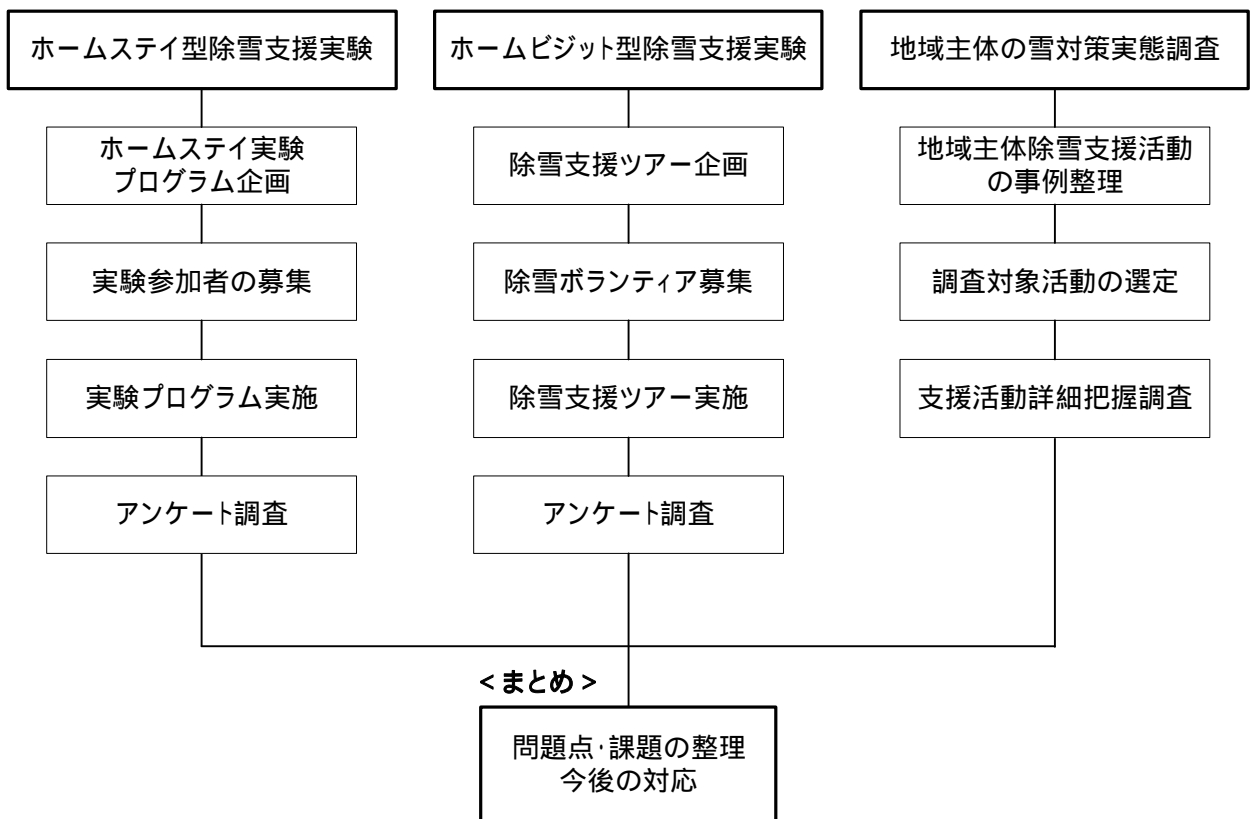 ホームステイ型除雪支援実験
ホームビジット型除雪支援実験
地域主体の雪対策実態調査
ホームステイ実験
プログラム企画
除雪支援ツアー企画
地域主体除雪支援活動
の事例整理
実験参加者の募集
除雪ボランティア募集
調査対象活動の選定
実験プログラム実施
除雪支援ツアー実施
支援活動詳細把握調査
アンケート調査
アンケート調査
<まとめ>
問題点・課題の整理
今後の対応